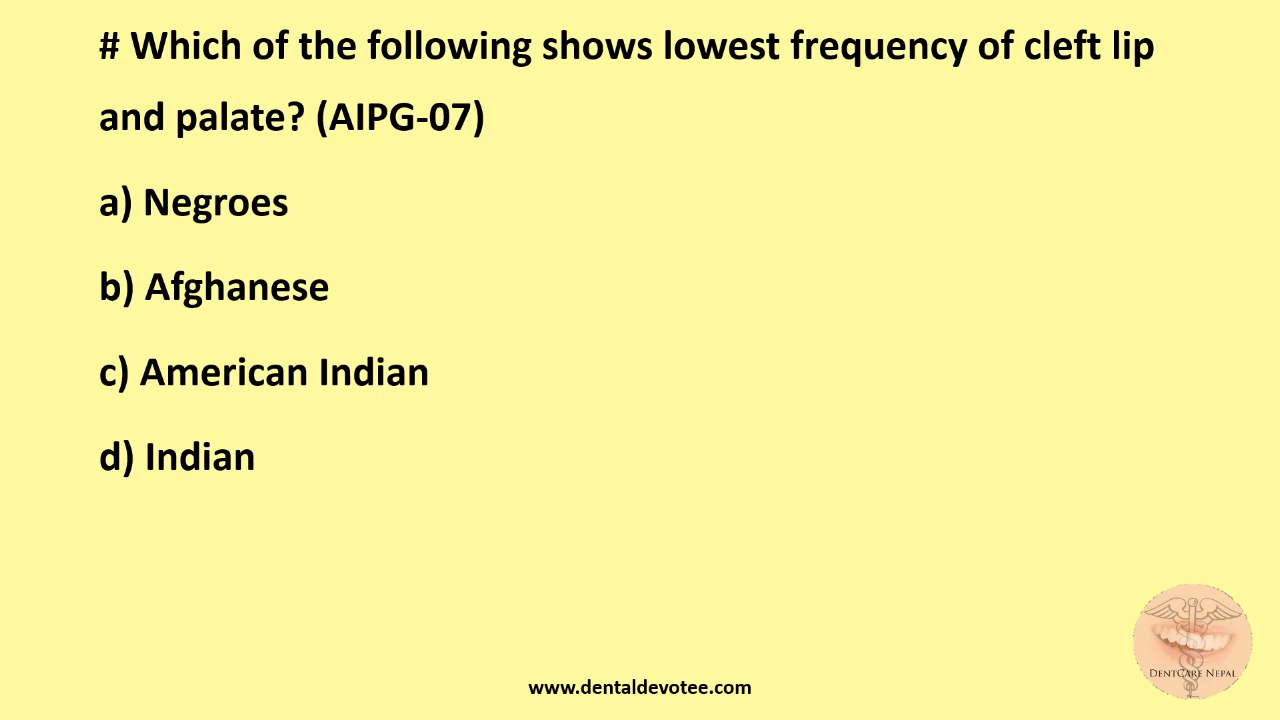 # Which of the following shows lowest frequency of cleft lip
and palate? (AIPG-07)
a) Negroes
b) Afghanese
c) American Indian
d) Indian
DENTCARE NEPAL
www.dentaldevotee.com